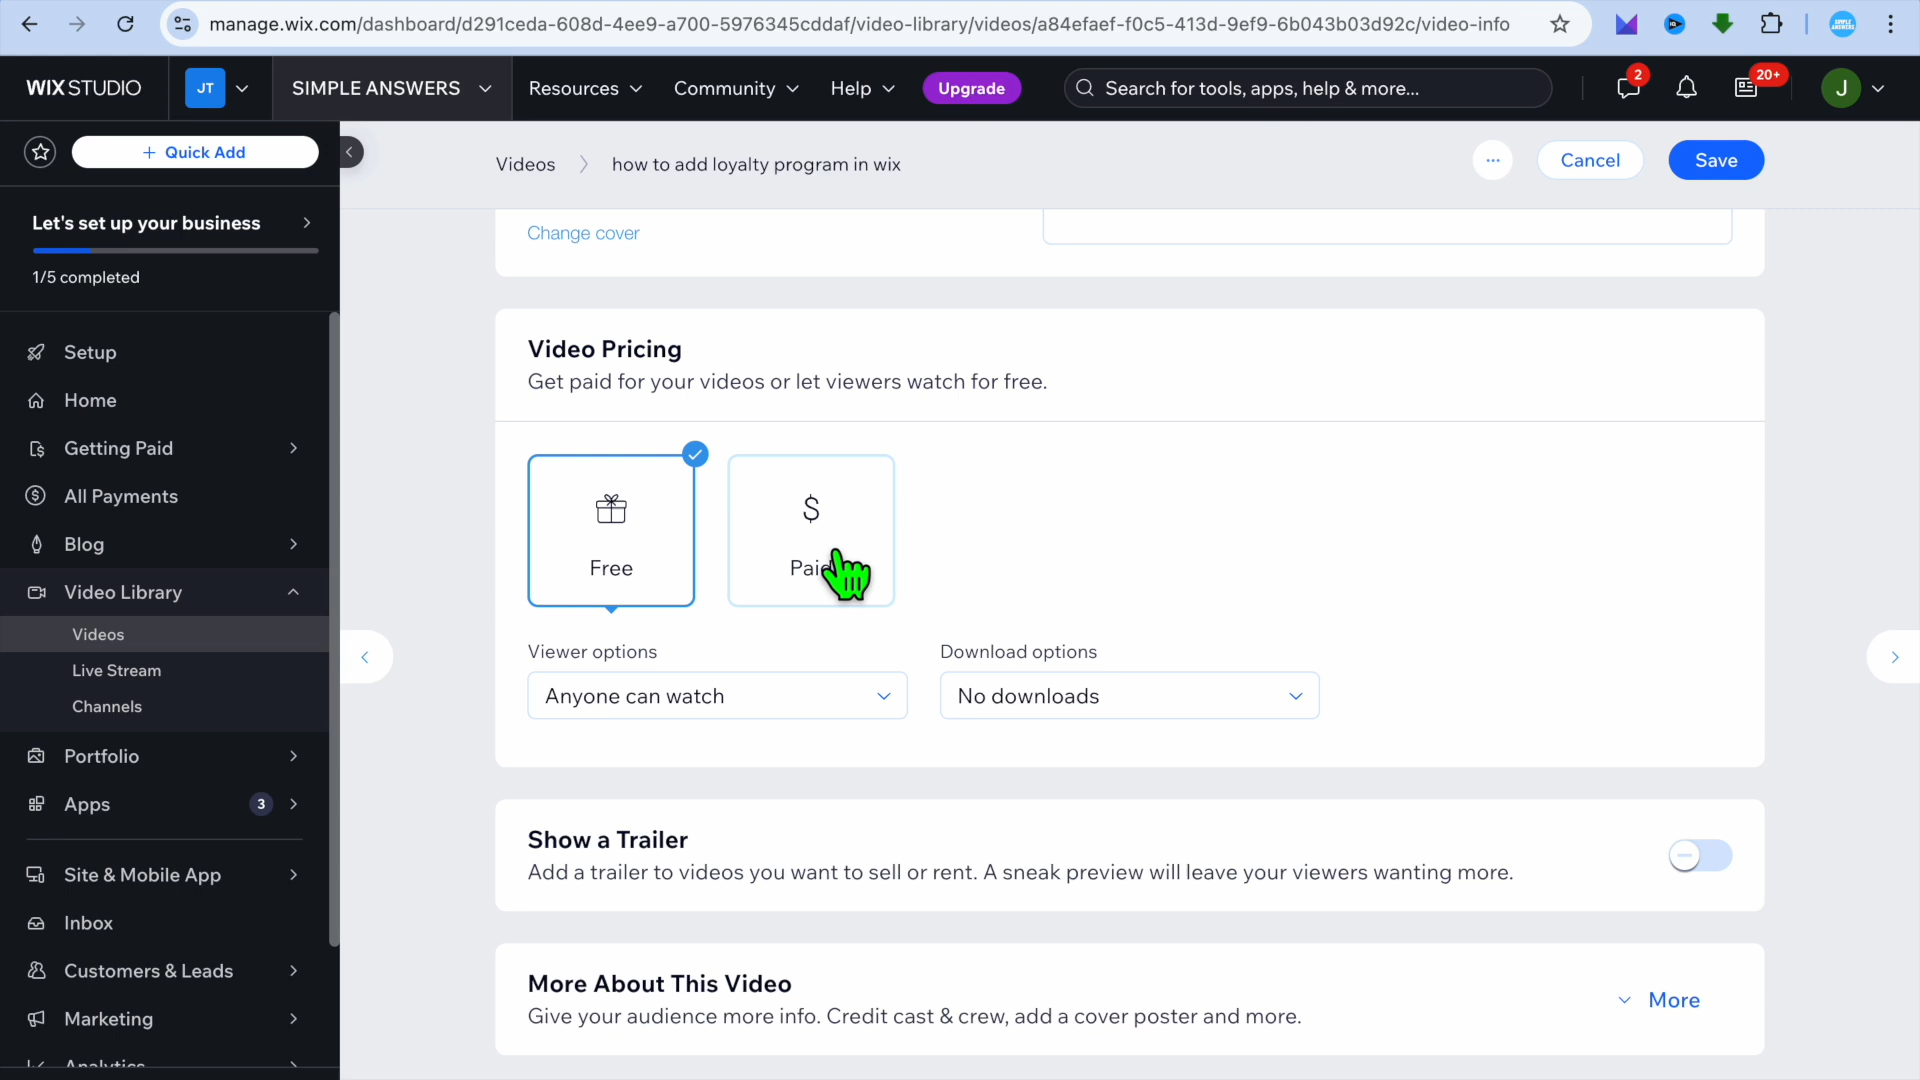 manage.wix.com/dashboard/d291ceda-608d-4ee9-a700-5976345cddaf/video-library/videos/a84efaef-f0c5-413d-9ef9-6b043b03d92c/video-info
WIX STUDIO
JT
SIMPLE ANSWERS
Resources
Community
Help
Upgrade
Search for tools, apps, help & more...
2
20+
J
+ Quick Add
Videos
how to add loyalty program in wix
Cancel
Save
Let's set up your business
1/5 completed
Setup
Home
Getting Paid
All Payments
Blog
Video Library
Videos
Live Stream
Channels
Portfolio
Apps
3
Site & Mobile App
Inbox
Customers & Leads
Marketing
Analytics
Change cover
Video Pricing
Get paid for your videos or let viewers watch for free.
Free
$
Paid
Viewer options
Download options
Anyone can watch
No downloads
Show a Trailer
Add a trailer to videos you want to sell or rent. A sneak preview will leave your viewers wanting more.
More About This Video
Give your audience more info. Credit cast & crew, add a cover poster and more.
More